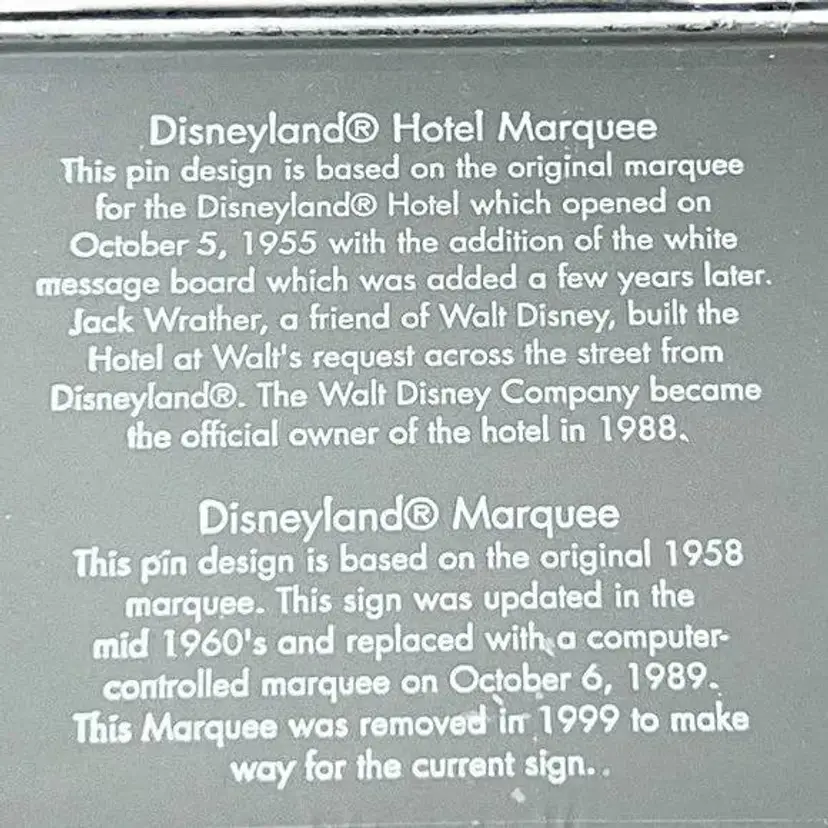 Disneyland® Hotel Marquee
This pin design is based on the original marquee
for the Disneyland® Hotel which opened on
October 5, 1955 with the addition of the white
message board which was added a few years later.
Jack Wrather, a friend of Walt Disney, built the
Hotel at Walt's request across the street from
Disneyland®. The Walt Disney Company became
the official owner of the hotel in 1988.
Disneyland® Marquee
This pin design is based on the original 1958
marquee. This sign was updated in the
mid 1960's and replaced with a computer-
controlled marquee on October 6, 1989.
This Marquee was removed in 1999 to make
way for the current sign.